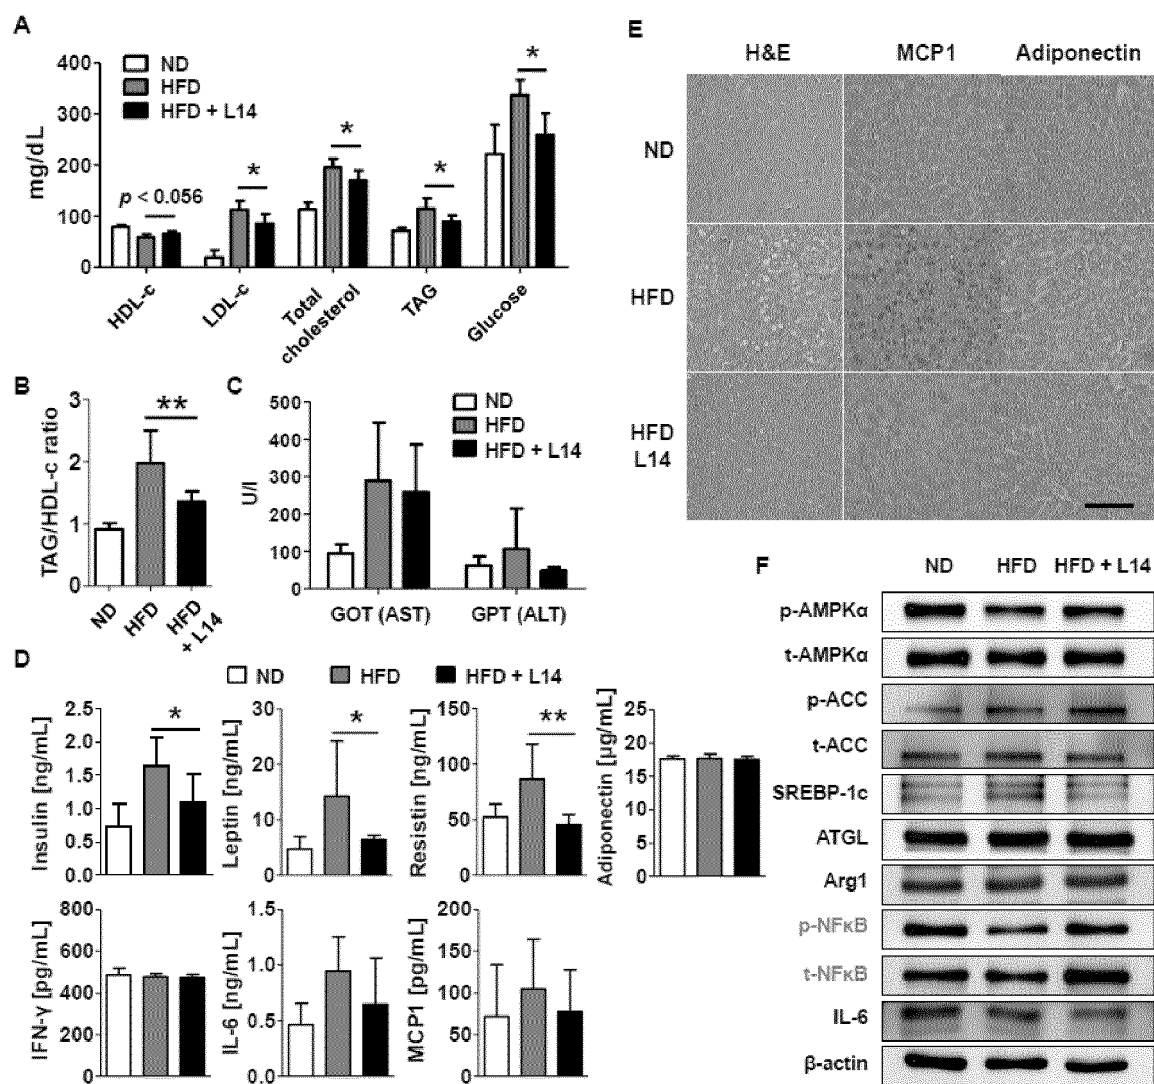 A
ND
HFD
HFD + L14
mg/dL
400
300
200
100
0
p < 0.056
*
*
*
*
HDL-c
LDL-c
Total
cholesterol
TAG
Glucose
B
TAG/HDL-c ratio
3
2
1
0
**
ND
HFD
HFD
+ L14
C
ND
HFD
HFD + L14
U/l
500
400
300
200
100
0
GOT (AST)
GPT (ALT)
D
ND
HFD
HFD + L14
Insulin [ng/mL]
2.5
2.0
1.5
1.0
0.5
0.0
*
Leptin [ng/mL]
30
20
10
0
*
Resistin [ng/mL]
150
100
50
0
**
Adiponectin [µg/mL]
25
20
15
10
5
0
IFN-γ [pg/mL]
800
600
400
200
0
IL-6 [ng/mL]
1.5
1.0
0.5
0.0
MCP1 [pg/mL]
200
150
100
50
0
E
H&E
MCP1
Adiponectin
ND
HFD
HFD
L14
F
ND
HFD
HFD + L14
p-AMPKα
t-AMPKα
p-ACC
t-ACC
SREBP-1c
ATGL
Arg1
p-NFκB
t-NFκB
IL-6
β-actin